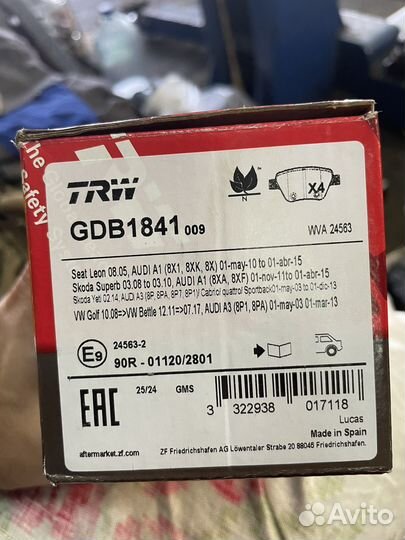 The
Safety
TRW
N
X4
GDB1841 009
WVA 24563
Seat Leon 08.05, AUDI A1 (8X1, 8XK, 8X) 01-may-10 to 01-abr-15
Skoda Superb 03.08 to 03.10, AUDI A1 (8XA, 8XF) 01-nov-11to 01-abr-15
Skoda Yeti 02.14, AUDI A3 (8P, 8PA, 8P7, 8P1)/ Cabrio/ quattro/ Sportback01-may-03 to 01-dic-13
VW Golf 10.08=>VW Bettle 12.11=>07.17, AUDI A3 (8P1, 8PA) 01-may-03 01-mar-13
E9
24563-2
90R - 01120/2801
EAC
25/24 GMS
3 322938 017118
Lucas
Made in Spain
aftermarket.zf.com
ZF Friedrichshafen AG Löwentaler Strabe 20 88045 Friedrichshafen.
Avito